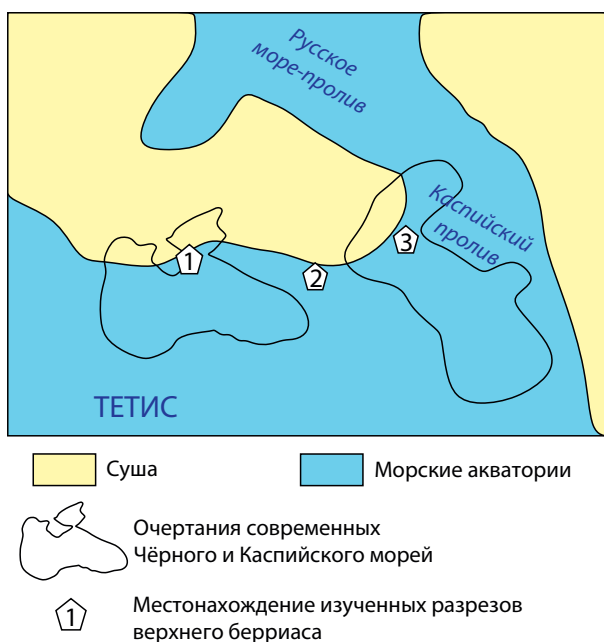 Русское
море-пролив
Каспийский
пролив
3
1
2
ТЕТИС
Суша
Морские акватории
Очертания современных
Чёрного и Каспийского морей
1
Местонахождение изученных разрезов
верхнего берриаса